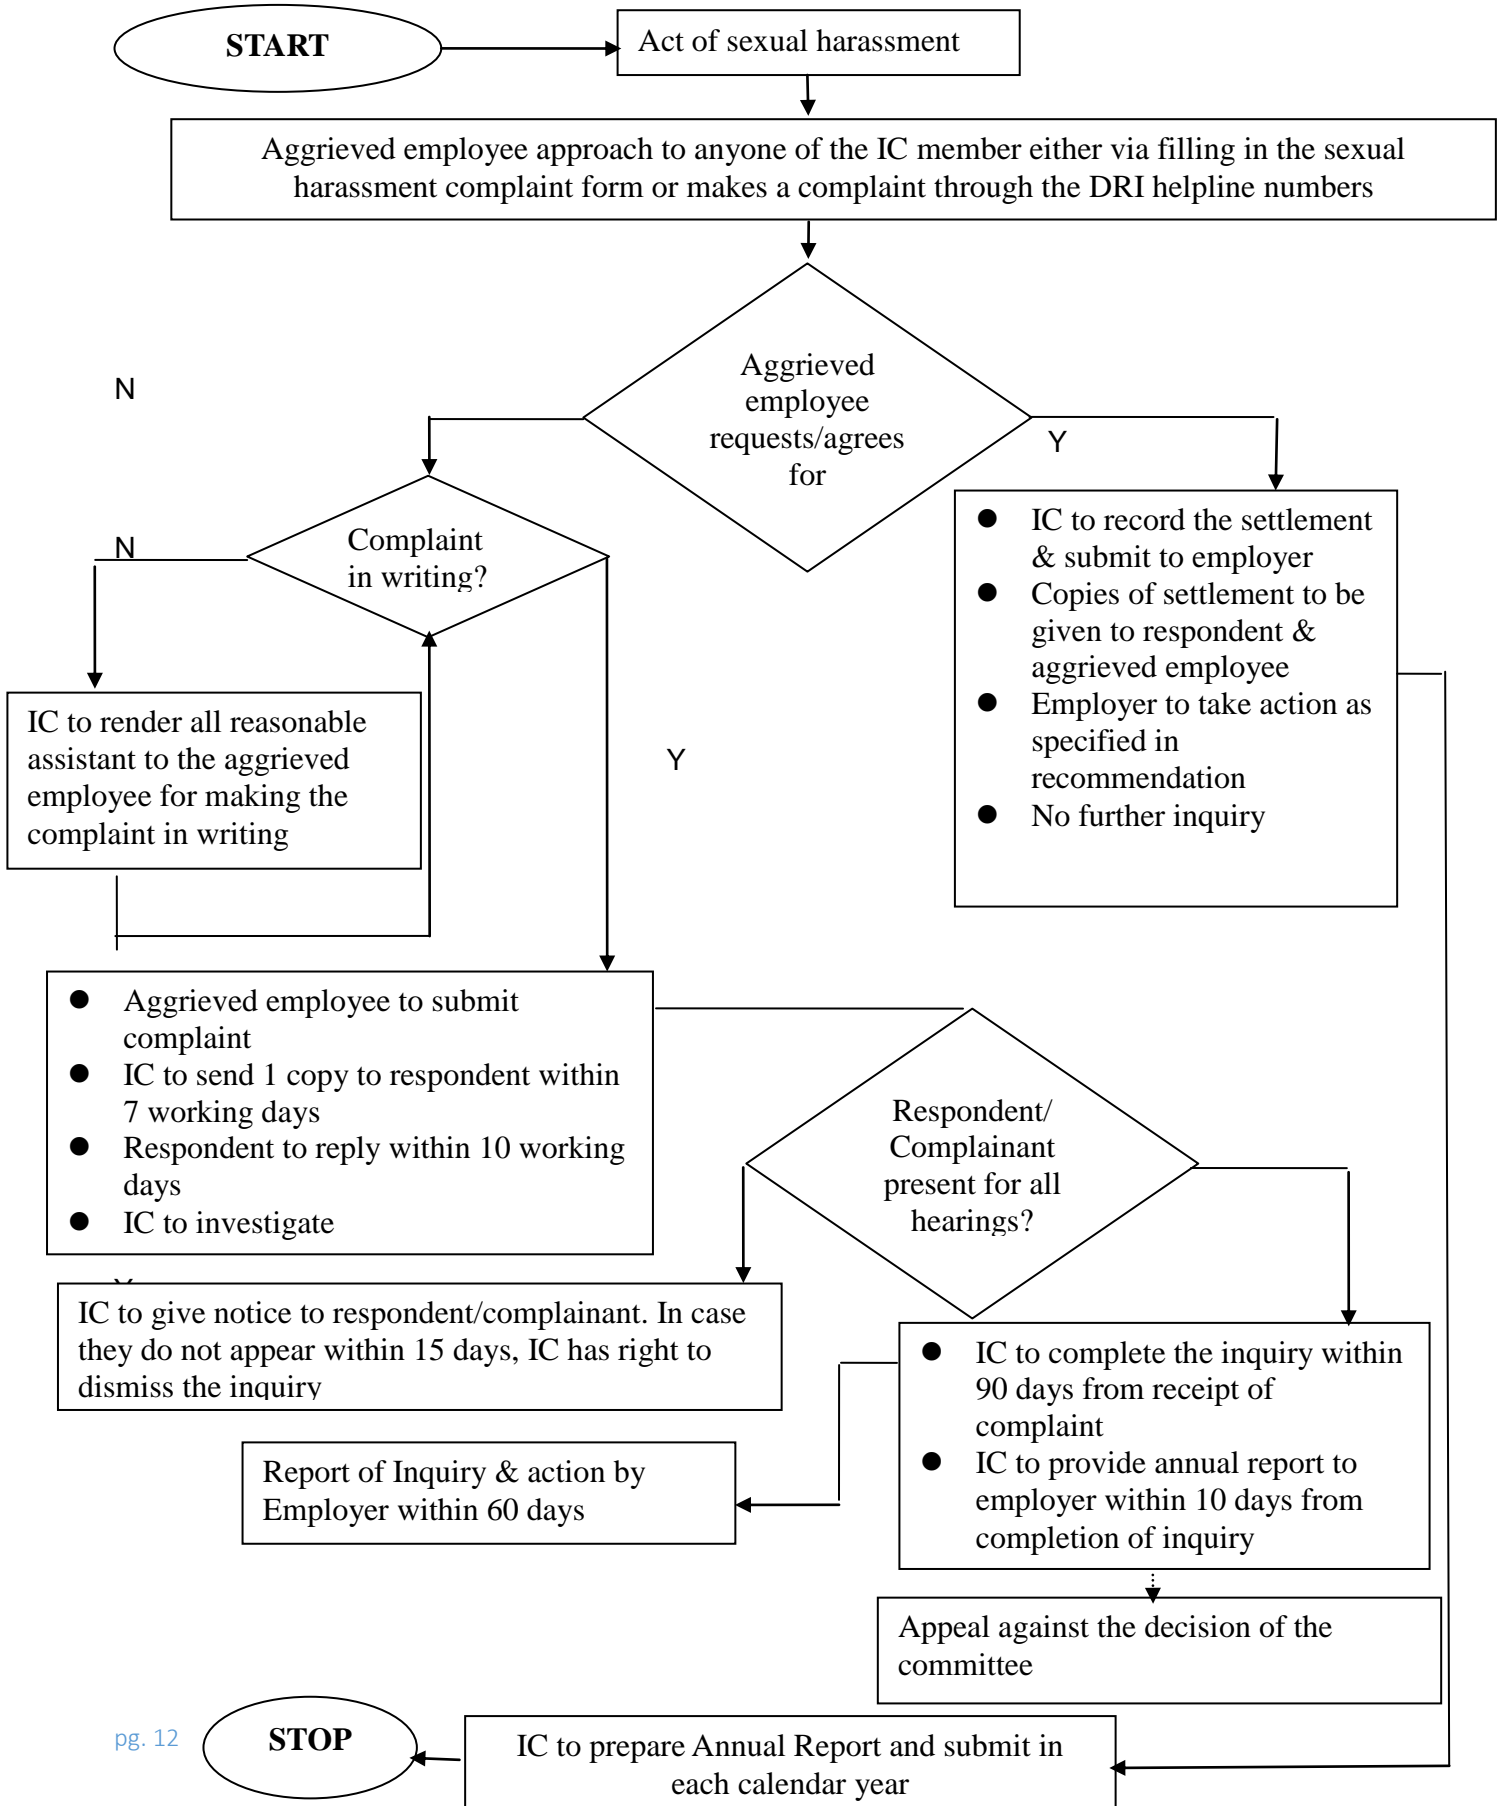 START
Act of sexual harassment
Aggrieved employee approach to anyone of the IC member either via filling in the sexual
harassment complaint form or makes a complaint through the DRI helpline numbers
Aggrieved
employee
requests/agrees
for
N
Y
Complaint
in writing?
N
● IC to record the settlement
& submit to employer
● Copies of settlement to be
given to respondent &
aggrieved employee
● Employer to take action as
specified in
recommendation
● No further inquiry
IC to render all reasonable
assistant to the aggrieved
employee for making the
complaint in writing
Y
● Aggrieved employee to submit
complaint
● IC to send 1 copy to respondent within
7 working days
● Respondent to reply within 10 working
days
● IC to investigate
Respondent/
Complainant
present for all
hearings?
IC to give notice to respondent/complainant. In case
they do not appear within 15 days, IC has right to
dismiss the inquiry
● IC to complete the inquiry within
90 days from receipt of
complaint
● IC to provide annual report to
employer within 10 days from
completion of inquiry
Report of Inquiry & action by
Employer within 60 days
Appeal against the decision of the
committee
pg. 12
STOP
IC to prepare Annual Report and submit in
each calendar year